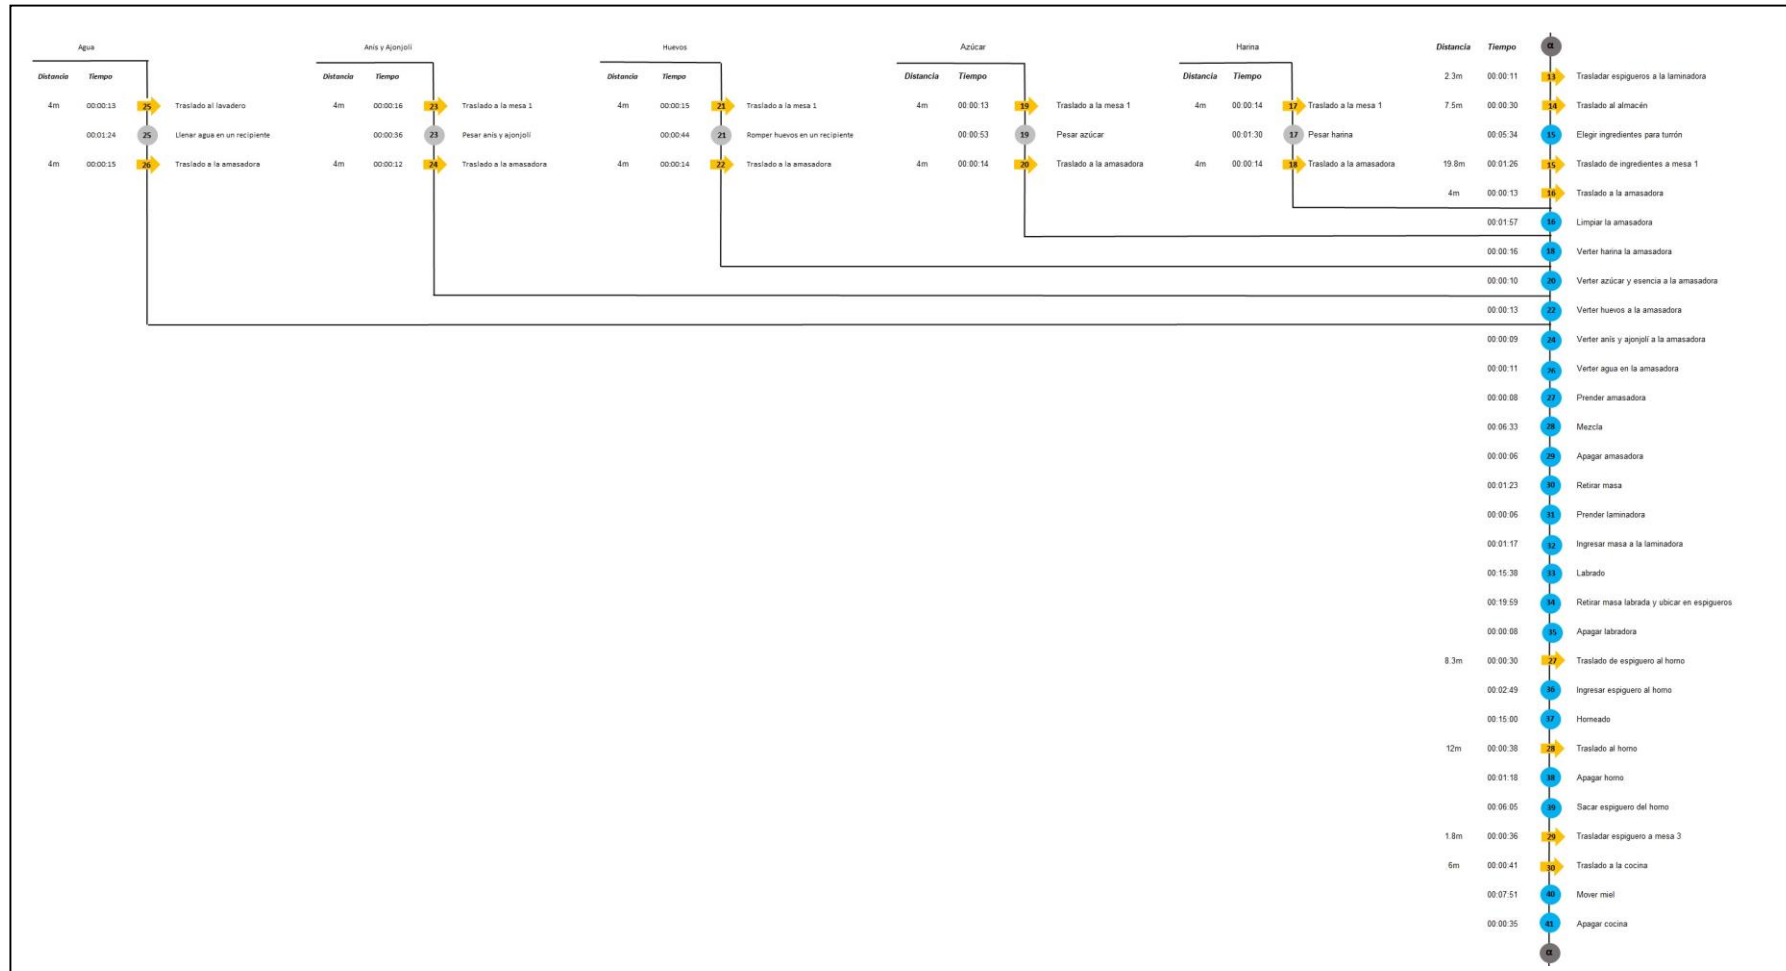 Agua
Distancia Tiempo
4m 00:00:13 25 Traslado al lavadero
00:01:24 25 Llenar agua en un recipiente
4m 00:00:15 26 Traslado a la amasadora
Anís y Ajonjolí
Distancia Tiempo
4m 00:00:16 23 Traslado a la mesa 1
00:00:36 23 Pesar anís y ajonjolí
4m 00:00:12 24 Traslado a la amasadora
Huevos
Distancia Tiempo
4m 00:00:15 21 Traslado a la mesa 1
00:00:44 21 Romper huevos en un recipiente
4m 00:00:14 22 Traslado a la amasadora
Azúcar
Distancia Tiempo
4m 00:00:13 19 Traslado a la mesa 1
00:00:53 19 Pesar azúcar
4m 00:00:14 20 Traslado a la amasadora
Harina
Distancia Tiempo
4m 00:00:14 17 Traslado a la mesa 1
00:01:30 17 Pesar harina
4m 00:00:14 18 Traslado a la amasadora
Distancia Tiempo α
2.3m 00:00:11 13 Trasladar espigueros a la laminadora
7.5m 00:00:30 14 Traslado al almacén
00:05:34 15 Elegir ingredientes para turrón
19.8m 00:01:26 15 Traslado de ingredientes a mesa 1
4m 00:00:13 16 Traslado a la amasadora
00:01:57 16 Limpiar la amasadora
00:00:16 18 Verter harina la amasadora
00:00:10 20 Verter azúcar y esencia a la amasadora
00:00:13 22 Verter huevos a la amasadora
00:00:09 24 Verter anís y ajonjolí a la amasadora
00:00:11 26 Verter agua en la amasadora
00:00:08 27 Prender amasadora
00:06:33 28 Mezcla
00:00:06 29 Apagar amasadora
00:01:23 30 Retirar masa
00:00:06 31 Prender laminadora
00:01:17 32 Ingresar masa a la laminadora
00:15:38 33 Labrado
00:19:59 34 Retirar masa labrada y ubicar en espigueros
00:00:08 35 Apagar labradora
8.3m 00:00:30 27 Traslado de espiguero al horno
00:02:49 36 Ingresar espiguero al horno
00:15:00 37 Horneado
12m 00:00:38 28 Traslado al horno
00:01:18 38 Apagar horno
00:06:05 39 Sacar espiguero del horno
1.8m 00:00:36 29 Trasladar espiguero a mesa 3
6m 00:00:41 30 Traslado a la cocina
00:07:51 40 Mover miel
00:00:35 41 Apagar cocina
α